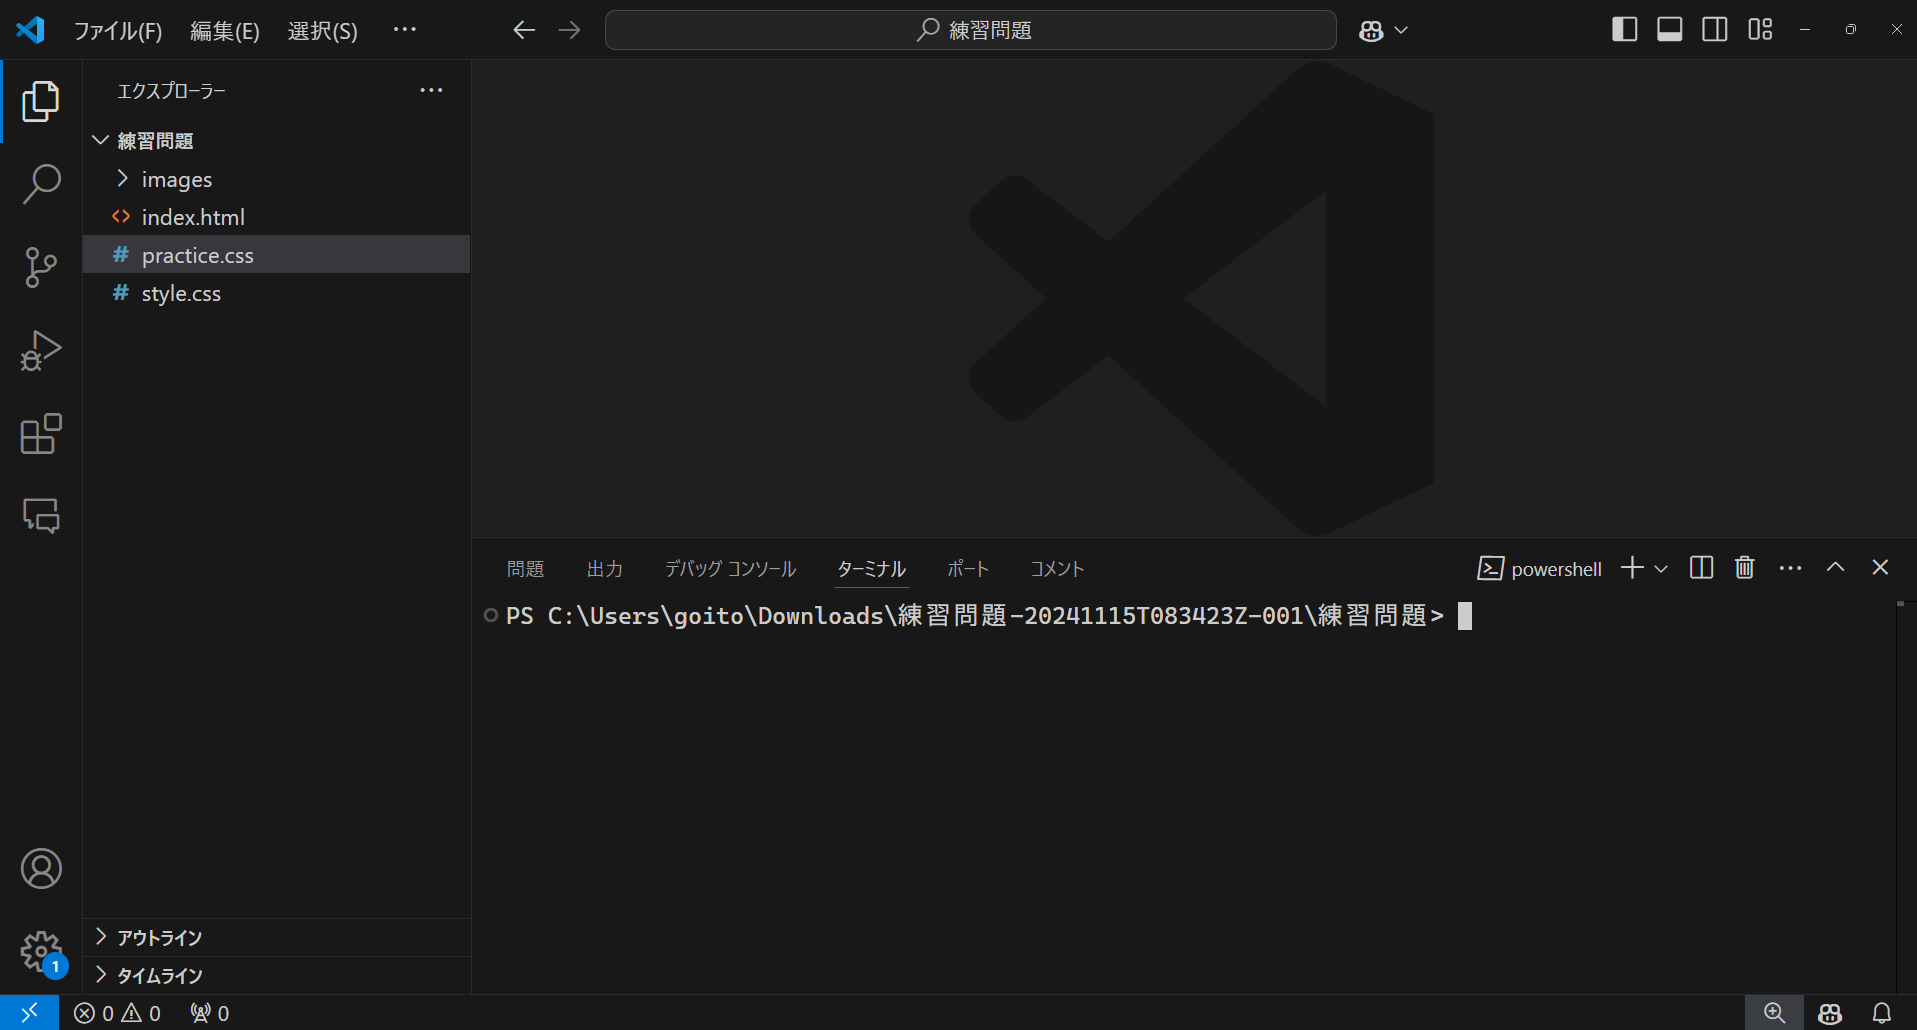 ファイル(F) 編集(E) 選択(S) ···
練習問題
エクスプローラー ···
練習問題
images
index.html
practice.css
style.css
アウトライン
タイムライン
問題 出力 デバッグ コンソール ターミナル ポート コメント
powershell
PS C:\Users\goito\Downloads\練習問題-20241115T083423Z-001\練習問題>
1
0 0 0